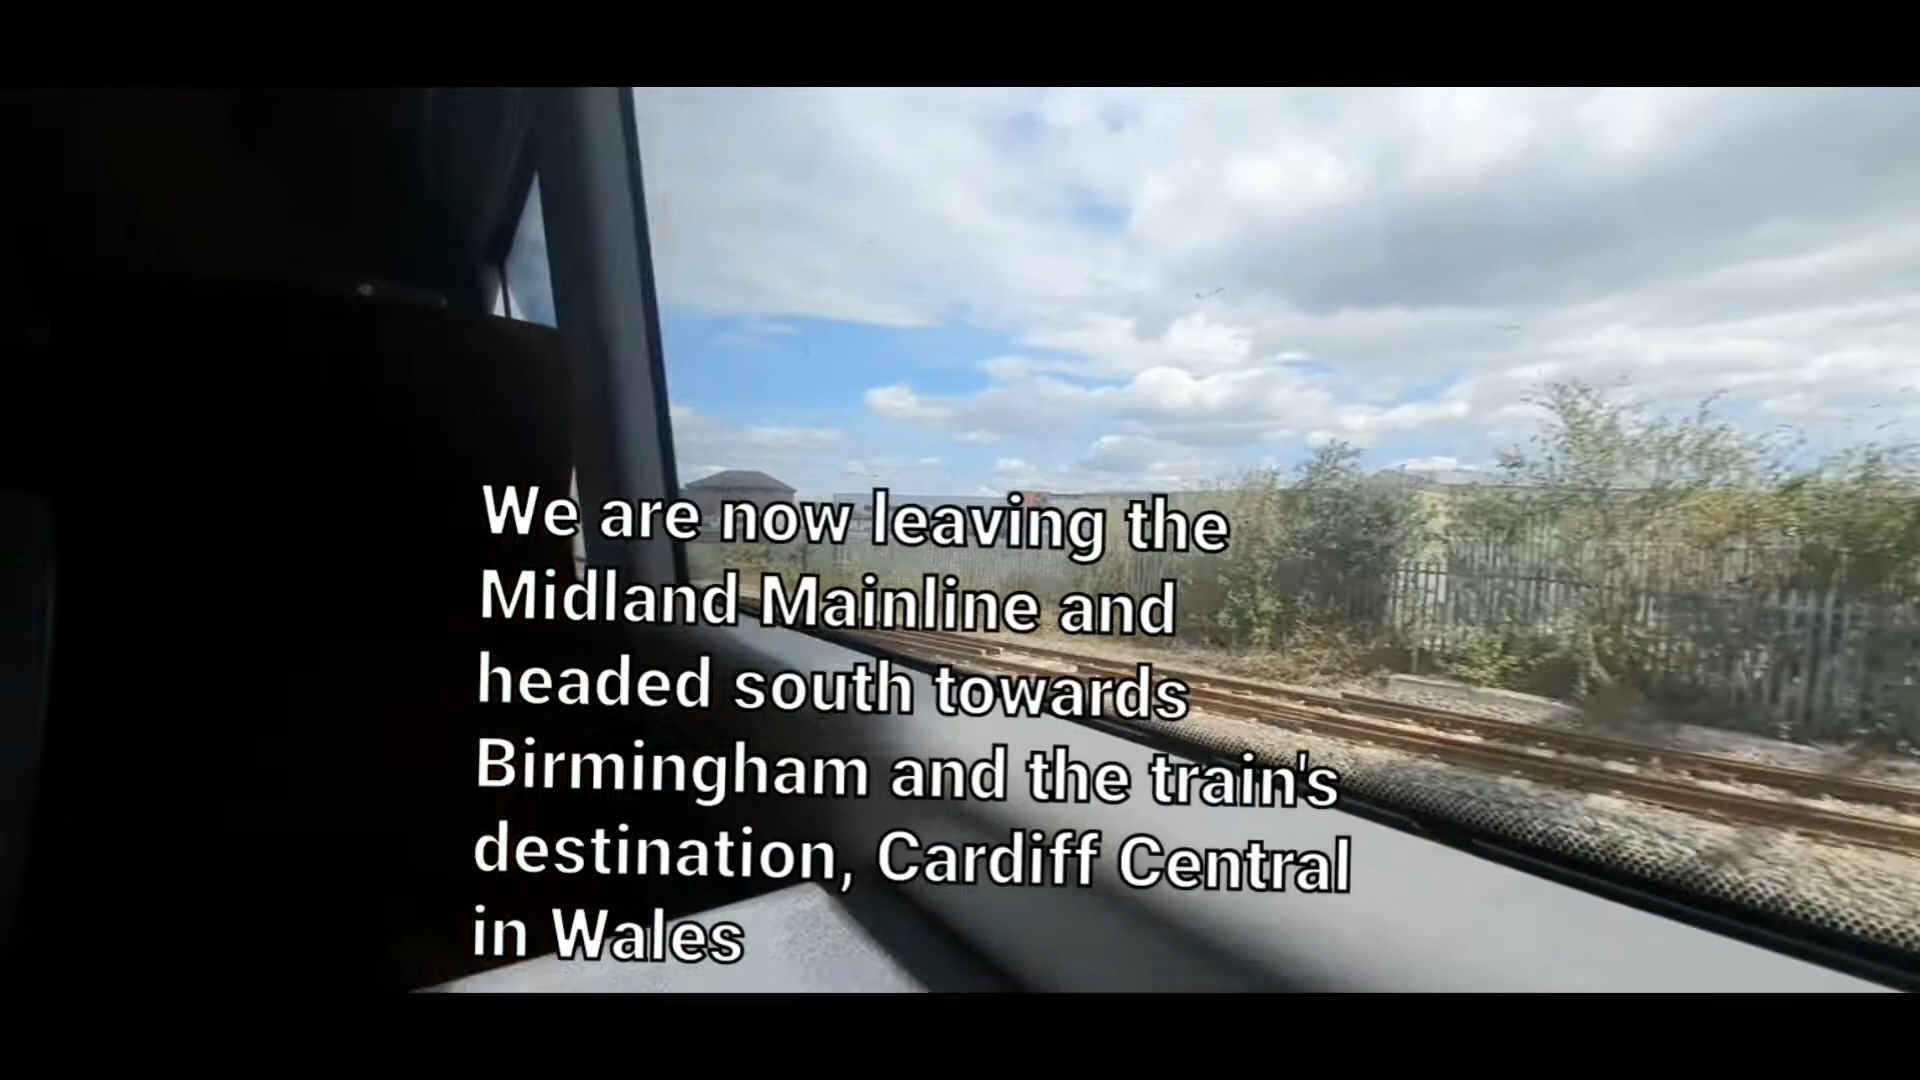 We are now leaving the
Midland Mainline and
headed south towards
Birmingham and the train's
destination, Cardiff Central
in Wales